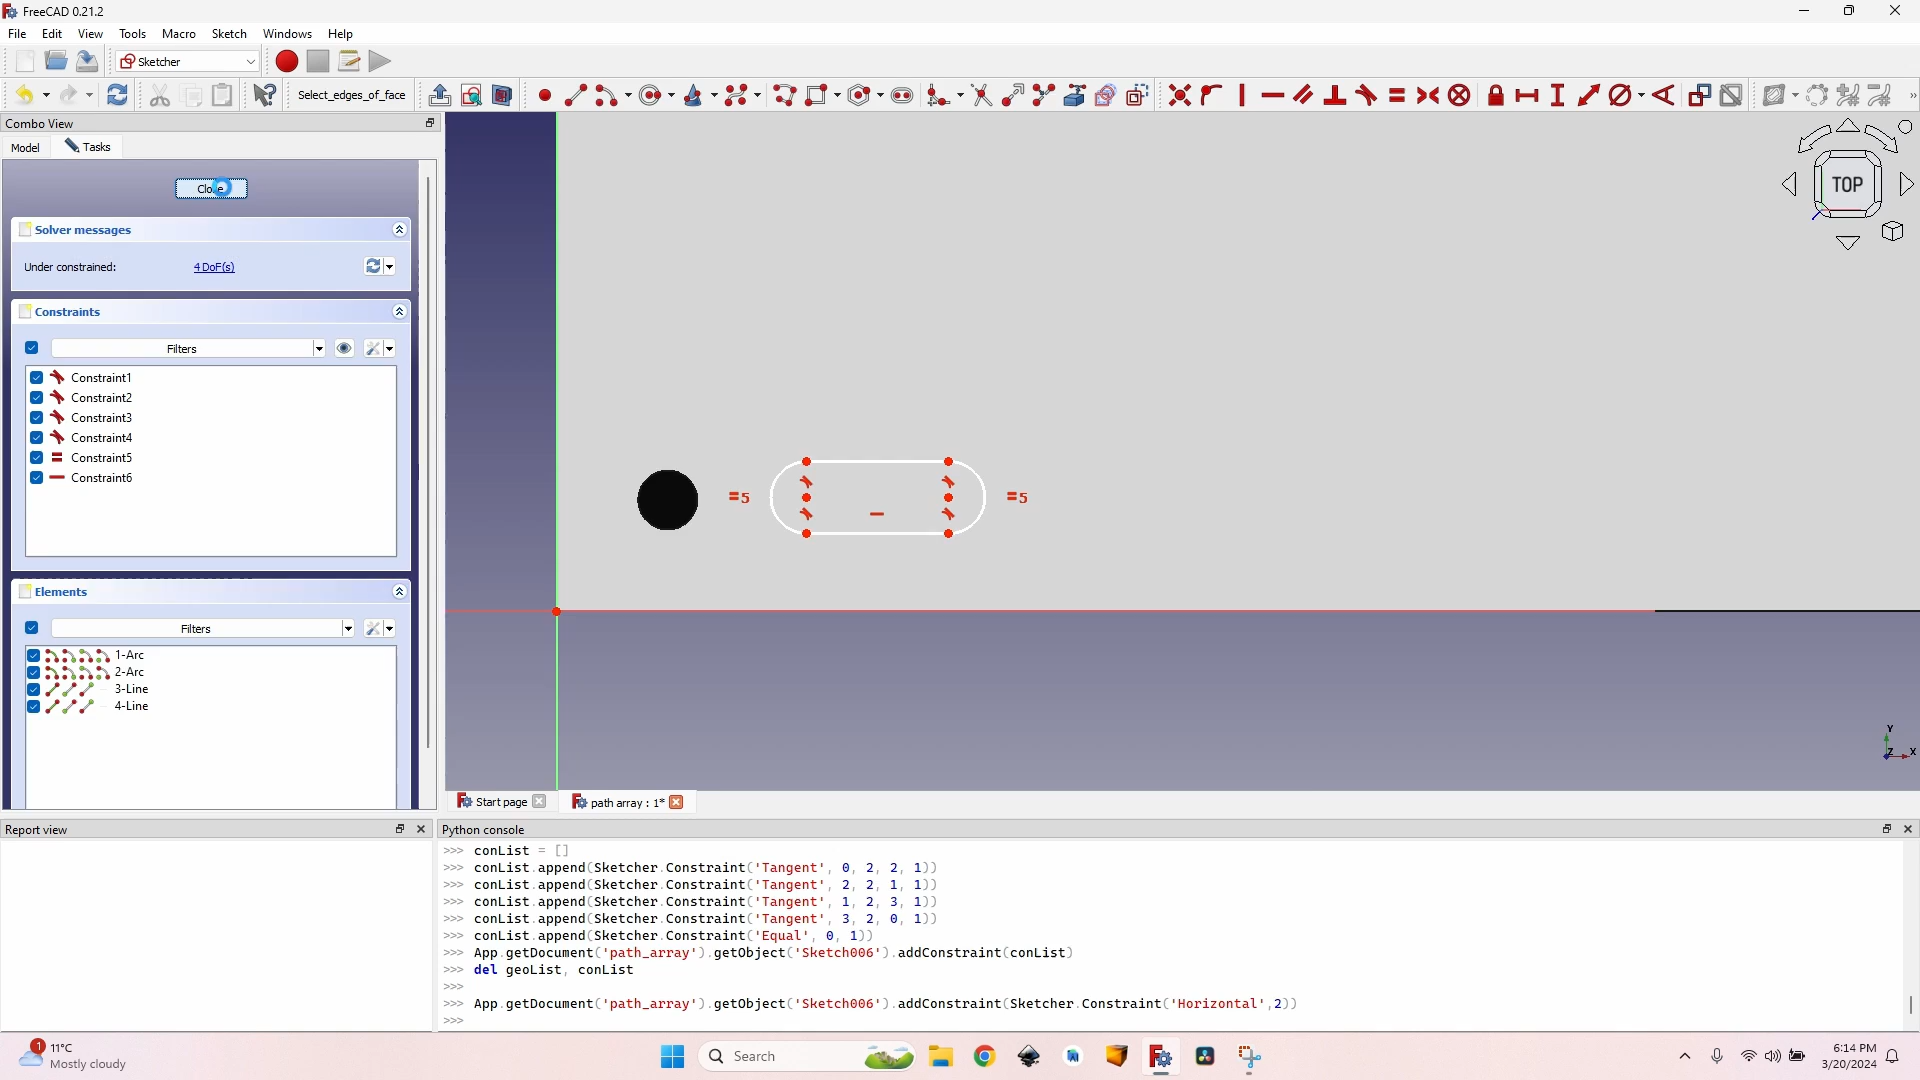 FreeCAD 0.21.2
File Edit View Tools Macro Sketch Windows Help
Sketcher
Select_edges_of_face
Combo View
Model Tasks
Solver messages
Under constrained: 4 DoF(s)
Constraints
Filters
Constraint1
Constraint2
Constraint3
Constraint4
Constraint5
Constraint6
Elements
Filters
1-Arc
2-Arc
3-Line
4-Line
TOP
=5 =5
Y
Z X
Start page path array : 1*
Report view
Python console
>>> conList = []
>>> conList.append(Sketcher.Constraint('Tangent', 0, 2, 2, 1))
>>> conList.append(Sketcher.Constraint('Tangent', 2, 2, 1, 1))
>>> conList.append(Sketcher.Constraint('Tangent', 1, 2, 3, 1))
>>> conList.append(Sketcher.Constraint('Tangent', 3, 2, 0, 1))
>>> conList.append(Sketcher.Constraint('Equal', 0, 1))
>>> App.getDocument('path_array').getObject('Sketch006').addConstraint(conList)
>>> del geoList, conList
>>>
>>> App.getDocument('path_array').getObject('Sketch006').addConstraint(Sketcher.Constraint('Horizontal',2))
>>>
1
11°C
Mostly cloudy
Search
6:14 PM
3/20/2024